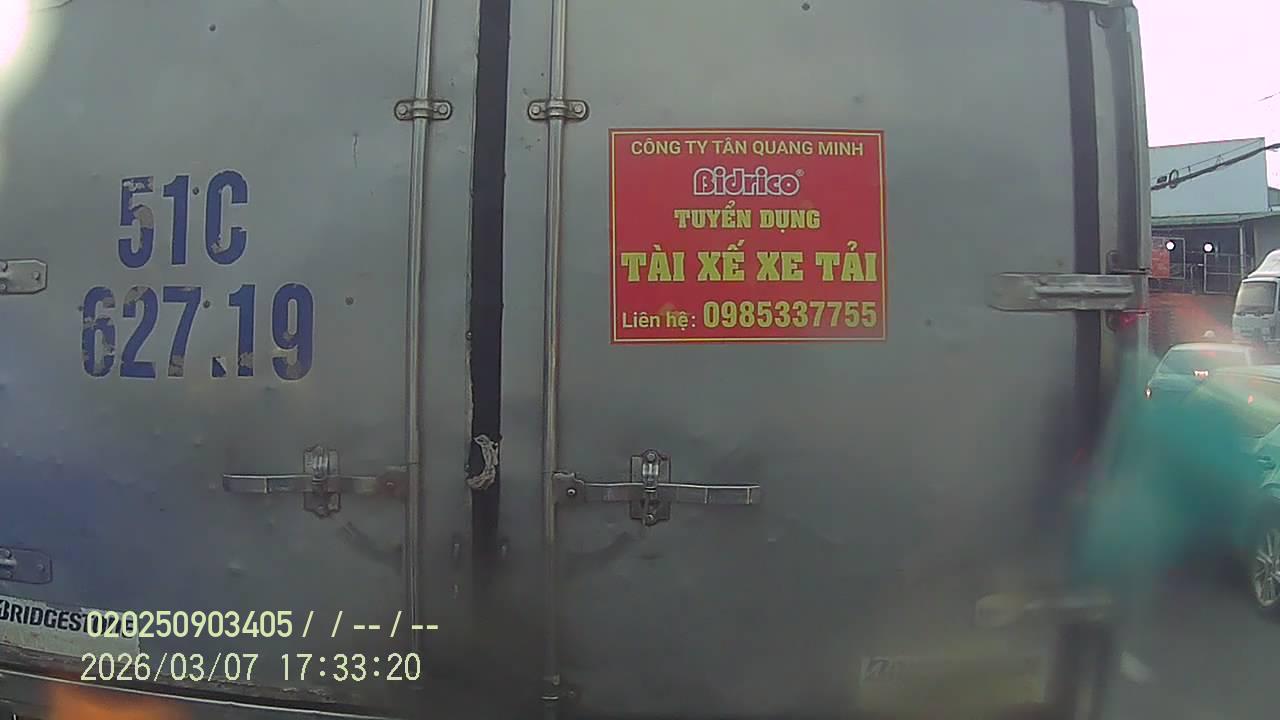 51C
627.19
CÔNG TY TÂN QUANG MINH
Bidrico®
TUYỂN DỤNG
TÀI XẾ XE TẢI
Liên hệ: 0985337755
BRIDGESTONE
020250903405 / / -- / --
2026/03/07 17:33:20